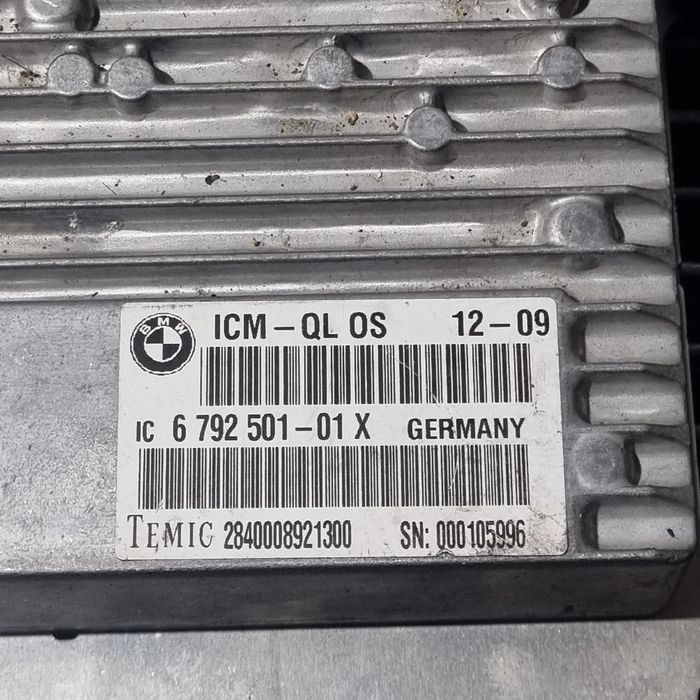 BMW
ICM-QL OS 12-09
IC 6 792 501-01 X GERMANY
TEMIC 2840008921300 SN: 000105996